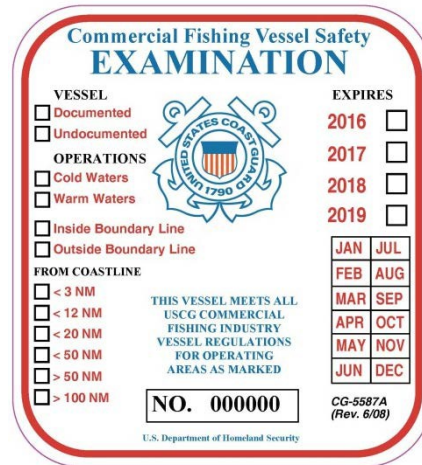 Commercial Fishing Vessel Safety
EXAMINATION
VESSEL
Documented
Undocumented
OPERATIONS
Cold Waters
Warm Waters
Inside Boundary Line
Outside Boundary Line
FROM COASTLINE
< 3 NM
< 12 NM
< 20 NM
< 50 NM
> 50 NM
> 100 NM
UNITED STATES COAST GUARD
1790
THIS VESSEL MEETS ALL
USCG COMMERCIAL
FISHING INDUSTRY
VESSEL REGULATIONS
FOR OPERATING
AREAS AS MARKED
NO. 000000
EXPIRES
2016
2017
2018
2019
JAN JUL
FEB AUG
MAR SEP
APR OCT
MAY NOV
JUN DEC
CG-5587A
(Rev. 6/08)
U.S. Department of Homeland Security